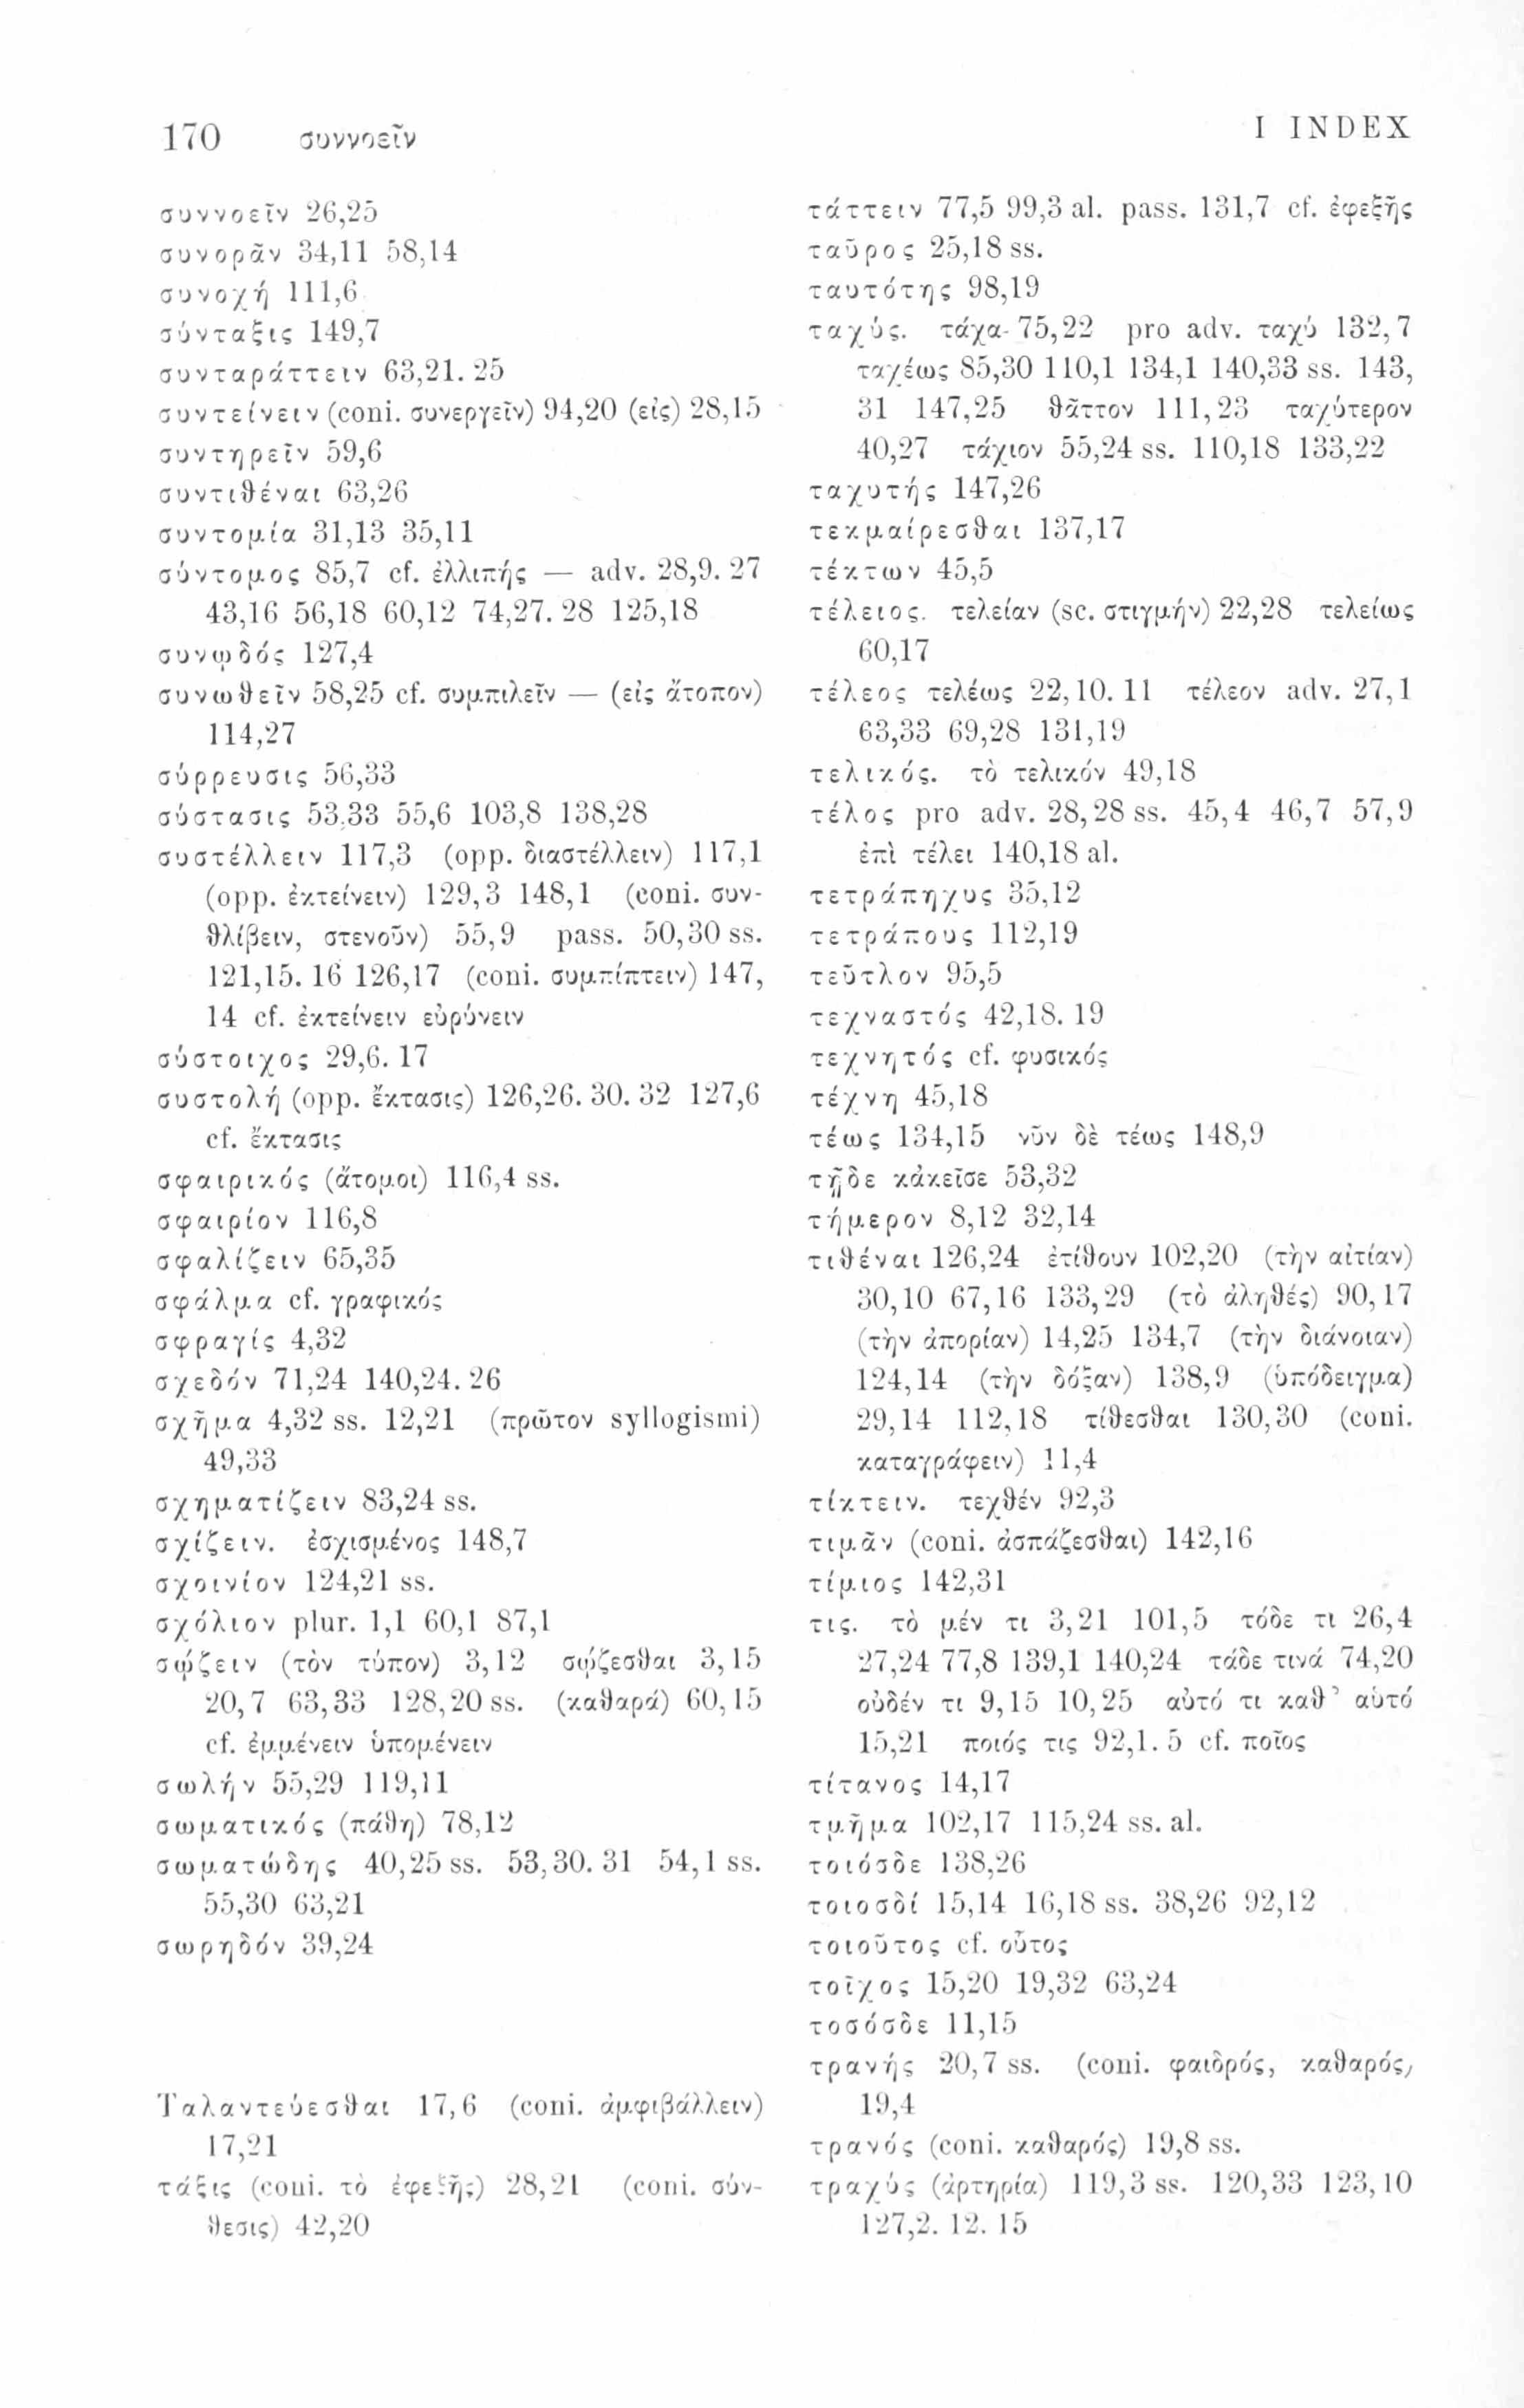 170 συννοεῖν
I INDEX
συννοεῖν 26,25
συνορᾶν 34,11 58,14
συνοχή 111,6
σύνταξις 149,7
συνταράττειν 63,21. 25
συντείνειν (coni. συνεργεῖν) 94,20 (εἰς) 28,15
συντηρεῖν 59,6
συντιθέναι 63,26
συντομία 31,13 35,11
σύντομος 85,7 cf. ἐλλιπής — adv. 28,9. 27
43,16 56,18 60,12 74,27. 28 125,18
συνῳδός 127,4
συνωθεῖν 58,25 cf. συμπιλεῖν — (εἰς ἄτοπον)
114,27
σύρρευσις 56,33
σύστασις 53,33 55,6 103,8 138,28
συστέλλειν 117,3 (opp. διαστέλλειν) 117,1
(opp. ἐκτείνειν) 129,3 148,1 (coni. συν-
θλίβειν, στενοῦν) 55,9 pass. 50,30 ss.
121,15. 16 126,17 (coni. συμπίπτειν) 147,
14 cf. ἐκτείνειν εὐρύνειν
σύστοιχος 29,6. 17
συστολή (opp. ἔκτασις) 126,26. 30. 32 127,6
cf. ἔκτασις
σφαιρικός (ἄτομοι) 116,4 ss.
σφαιρίον 116,8
σφαλίζειν 65,35
σφάλμα cf. γραφικός
σφραγίς 4,32
σχεδόν 71,24 140,24. 26
σχῆμα 4,32 ss. 12,21 (πρῶτον syllogismi)
49,33
σχηματίζειν 83,24 ss.
σχίζειν. ἐσχισμένος 148,7
σχοινίον 124,21 ss.
σχόλιον plur. 1,1 60,1 87,1
σῴζειν (τὸν τύπον) 3,12 σῴζεσθαι 3,15
20,7 63,33 128,20 ss. (καθαρά) 60,15
cf. ἐμμένειν ὑπομένειν
σωλήν 55,29 119,11
σωματικός (πάθη) 78,12
σωματώδης 40,25 ss. 53,30. 31 54,1 ss.
55,30 63,21
σωρηδόν 39,24
Ταλαντεύεσθαι 17,6 (coni. ἀμφιβάλλειν)
17,21
τάξις (coni. τὸ ἐφεξῆς) 28,21 (coni. σύν-
θεσις) 42,20
τάττειν 77,5 99,3 al. pass. 131,7 cf. ἐφεξῆς
ταῦρος 25,18 ss.
ταυτότης 98,19
ταχύς. τάχα 75,22 pro adv. ταχύ 132,7
ταχέως 85,30 110,1 134,1 140,33 ss. 143,
31 147,25 θᾶττον 111,23 ταχύτερον
40,27 τάχιον 55,24 ss. 110,18 133,22
ταχυτής 147,26
τεκμαίρεσθαι 137,17
τέκτων 45,5
τέλειος. τελείαν (sc. στιγμήν) 22,28 τελείως
60,17
τέλεος τελέως 22,10. 11 τέλεον adv. 27,1
63,33 69,28 131,19
τελικός. τὸ τελικόν 49,18
τέλος pro adv. 28,28 ss. 45,4 46,7 57,9
ἐπὶ τέλει 140,18 al.
τετράπηχυς 35,12
τετράπους 112,19
τεῦτλον 95,5
τεχναστός 42,18. 19
τεχνητός cf. φυσικός
τέχνη 45,18
τέως 134,15 νῦν δὲ τέως 148,9
τῇδε κἀκεῖσε 53,32
τήμερον 8,12 32,14
τιθέναι 126,24 ἐτίθουν 102,20 (τὴν αἰτίαν)
30,10 67,16 133,29 (τὸ ἀληθές) 90,17
(τὴν ἀπορίαν) 14,25 134,7 (τὴν διάνοιαν)
124,14 (τὴν δόξαν) 138,9 (ὑπόδειγμα)
29,14 112,18 τίθεσθαι 130,30 (coni.
καταγράφειν) 11,4
τίκτειν. τεχθέν 92,3
τιμᾶν (coni. ἀσπάζεσθαι) 142,16
τίμιος 142,31
τις. τὸ μέν τι 3,21 101,5 τόδε τι 26,4
27,24 77,8 139,1 140,24 τάδε τινά 74,20
οὐδέν τι 9,15 10,25 αὐτό τι καθ’ αὑτό
15,21 ποιός τις 92,1. 5 cf. ποῖος
τίτανος 14,17
τμῆμα 102,17 115,24 ss. al.
τοιόσδε 138,26
τοιοσδί 15,14 16,18 ss. 38,26 92,12
τοιοῦτος cf. οὗτος
τοῖχος 15,20 19,32 63,24
τοσόσδε 11,15
τρανής 20,7 ss. (coni. φαιδρός, καθαρός)
19,4
τρανός (coni. καθαρός) 19,8 ss.
τραχύς (ἀρτηρία) 119,3 ss. 120,33 123,10
127,2. 12. 15